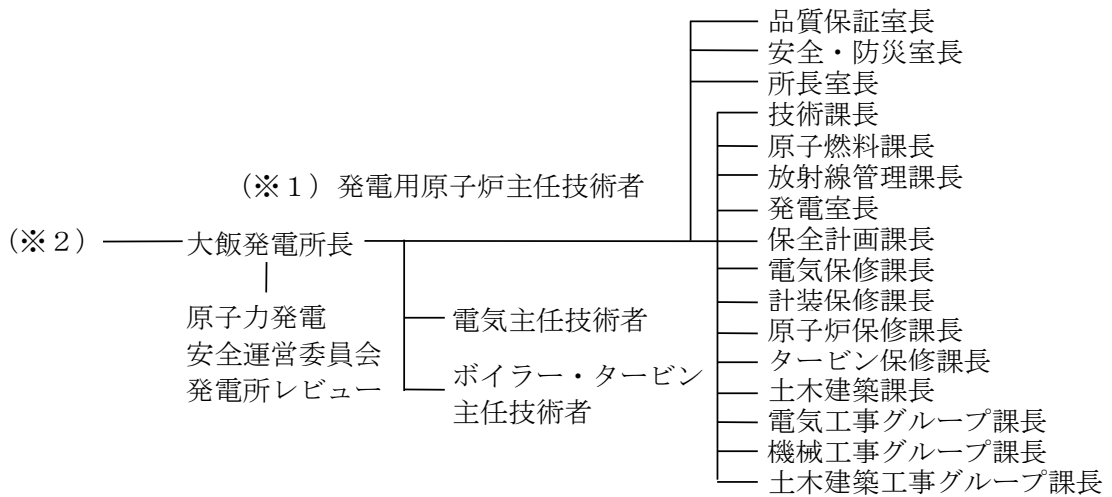 品質保証室長
安全・防災室長
所長室長
技術課長
原子燃料課長
放射線管理課長
(※1)発電用原子炉主任技術者
発電室長
(※2)
大飯発電所長
保全計画課長
電気保修課長
計装保修課長
原子力発電
安全運営委員会
発電所レビュー
電気主任技術者
ボイラー・タービン
主任技術者
原子炉保修課長
タービン保修課長
土木建築課長
電気工事グループ課長
機械工事グループ課長
土木建築工事グループ課長